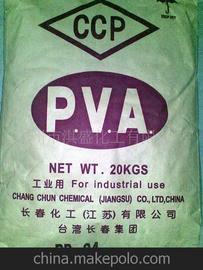 CCP
P.V.A.
NET WT. 20KGS
工业用 For industrial use
CHANG CHUN CHEMICAL (JIANGSU) CO., LTD, CHINA
长春化工（江苏）有限公司
台湾长春集团
china.makepolo.com